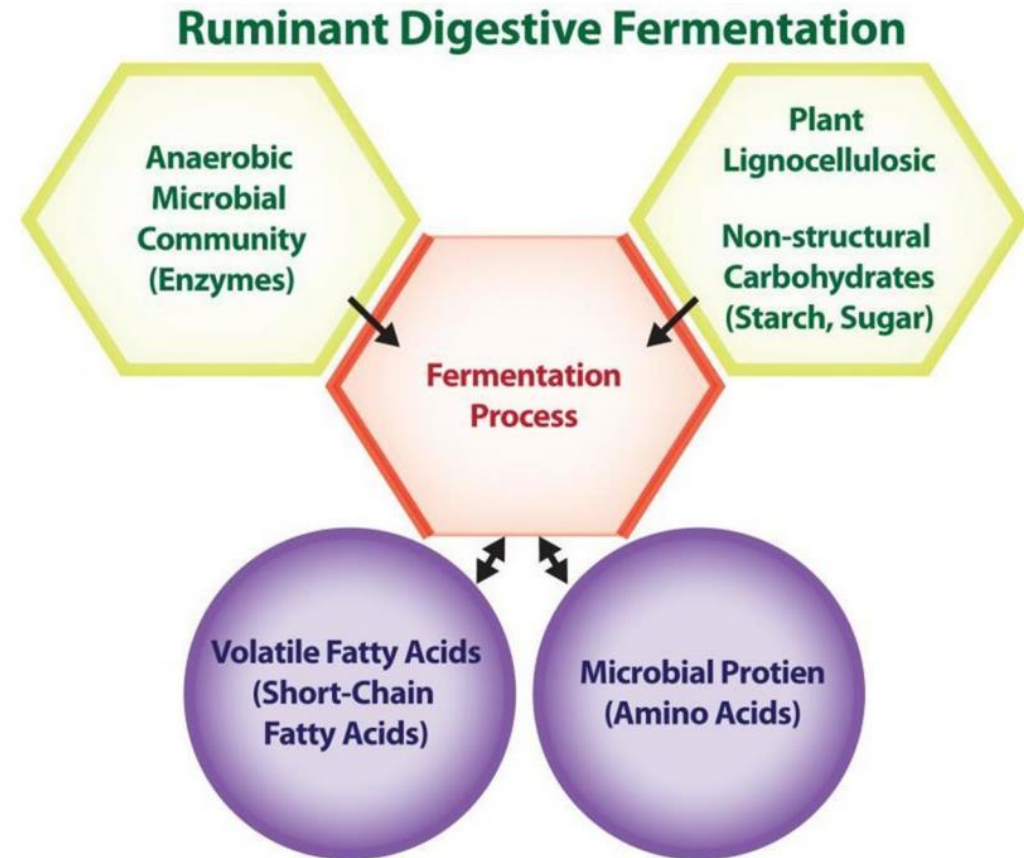 Ruminant Digestive Fermentation
Anaerobic
Microbial
Community
(Enzymes)
Plant
Lignocellulosic
Non-structural
Carbohydrates
(Starch, Sugar)
Fermentation
Process
Volatile Fatty Acids
(Short-Chain
Fatty Acids)
Microbial Protien
(Amino Acids)